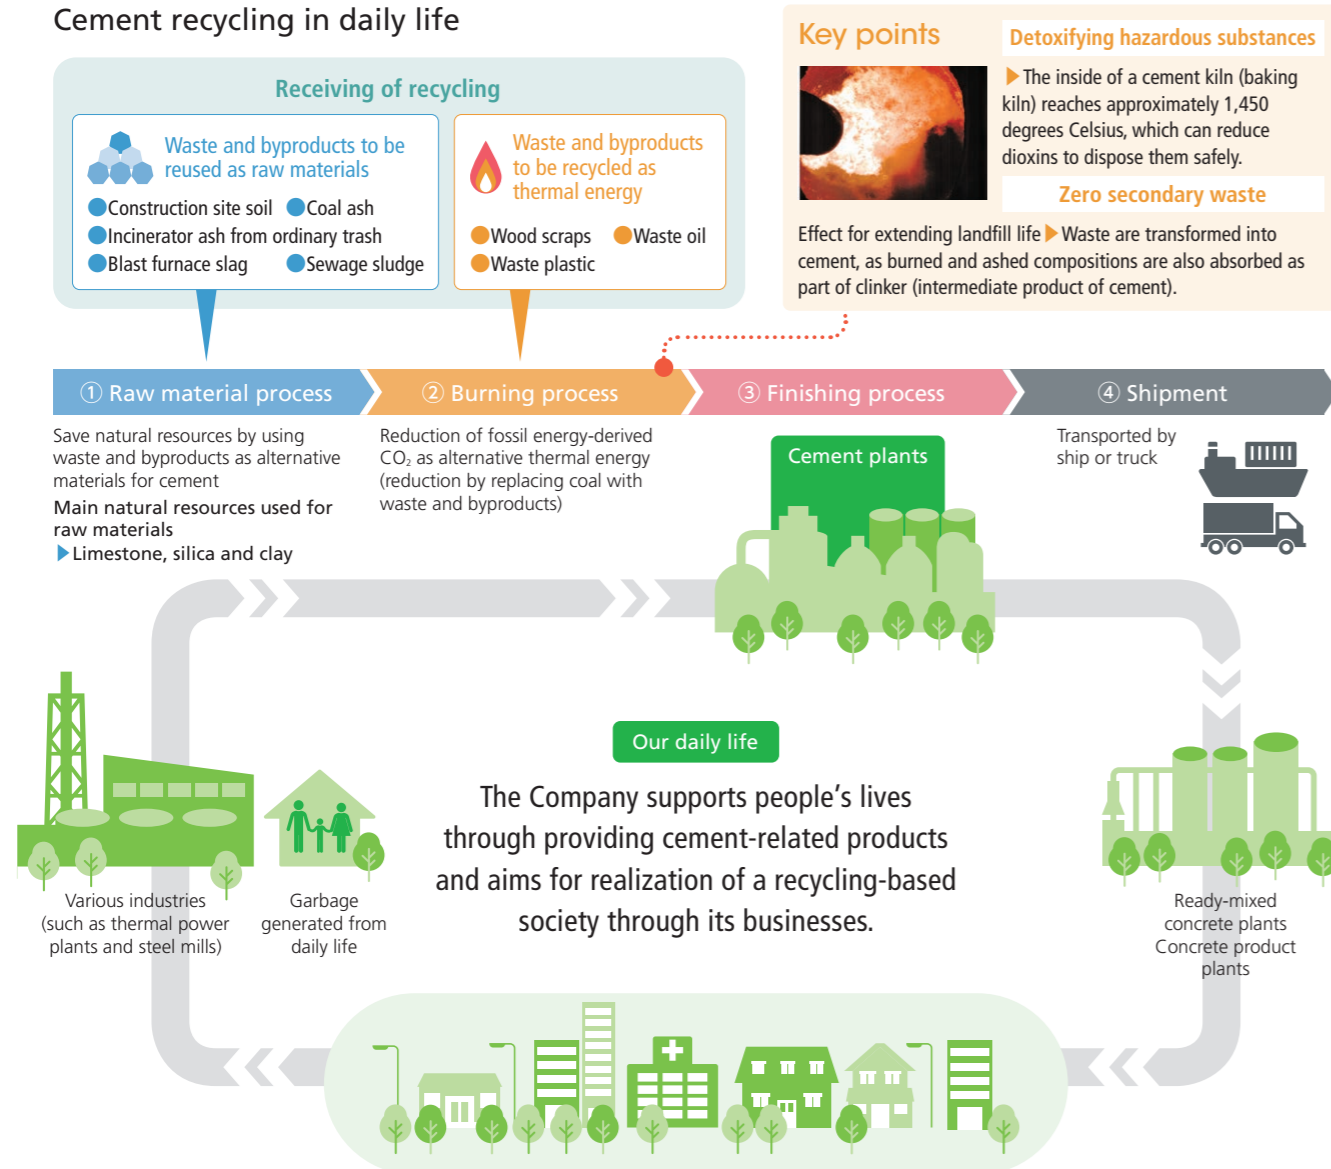 Cement recycling in daily life
Receiving of recycling
Waste and byproducts to be
reused as raw materials
Construction site soil
Coal ash
Incinerator ash from ordinary trash
Blast furnace slag
Sewage sludge
Waste and byproducts
to be recycled as
thermal energy
Wood scraps
Waste oil
Waste plastic
Key points
Detoxifying hazardous substances
▶The inside of a cement kiln (baking
kiln) reaches approximately 1,450
degrees Celsius, which can reduce
dioxins to dispose them safely.
Zero secondary waste
Effect for extending landfill life ▶Waste are transformed into
cement, as burned and ashed compositions are also absorbed as
part of clinker (intermediate product of cement).
① Raw material process
② Burning process
③ Finishing process
④ Shipment
Save natural resources by using
waste and byproducts as alternative
materials for cement
Main natural resources used for
raw materials
▶Limestone, silica and clay
Reduction of fossil energy-derived
CO₂ as alternative thermal energy
(reduction by replacing coal with
waste and byproducts)
Cement plants
Transported by
ship or truck
Our daily life
The Company supports people’s lives
through providing cement-related products
and aims for realization of a recycling-based
society through its businesses.
Various industries
(such as thermal power
plants and steel mills)
Garbage
generated from
daily life
Ready-mixed
concrete plants
Concrete product
plants